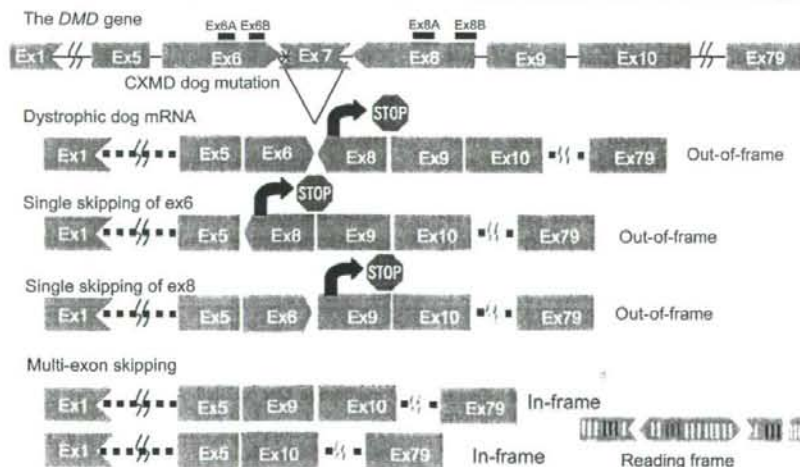 The DMD gene
Ex6A Ex6B Ex8A Ex8B
Ex1 Ex5 Ex6 Ex7 Ex8 Ex9 Ex10 Ex79
CXMD dog mutation
Dystrophic dog mRNA
STOP
Ex1 Ex5 Ex6 Ex8 Ex9 Ex10 Ex79 Out-of-frame
Single skipping of ex6
STOP
Ex1 Ex5 Ex8 Ex9 Ex10 Ex79 Out-of-frame
Single skipping of ex8
STOP
Ex1 Ex5 Ex6 Ex9 Ex10 Ex79 Out-of-frame
Multi-exon skipping
Ex1 Ex5 Ex9 Ex10 Ex79 In-frame
Ex1 Ex5 Ex10 Ex79 In-frame
Reading frame